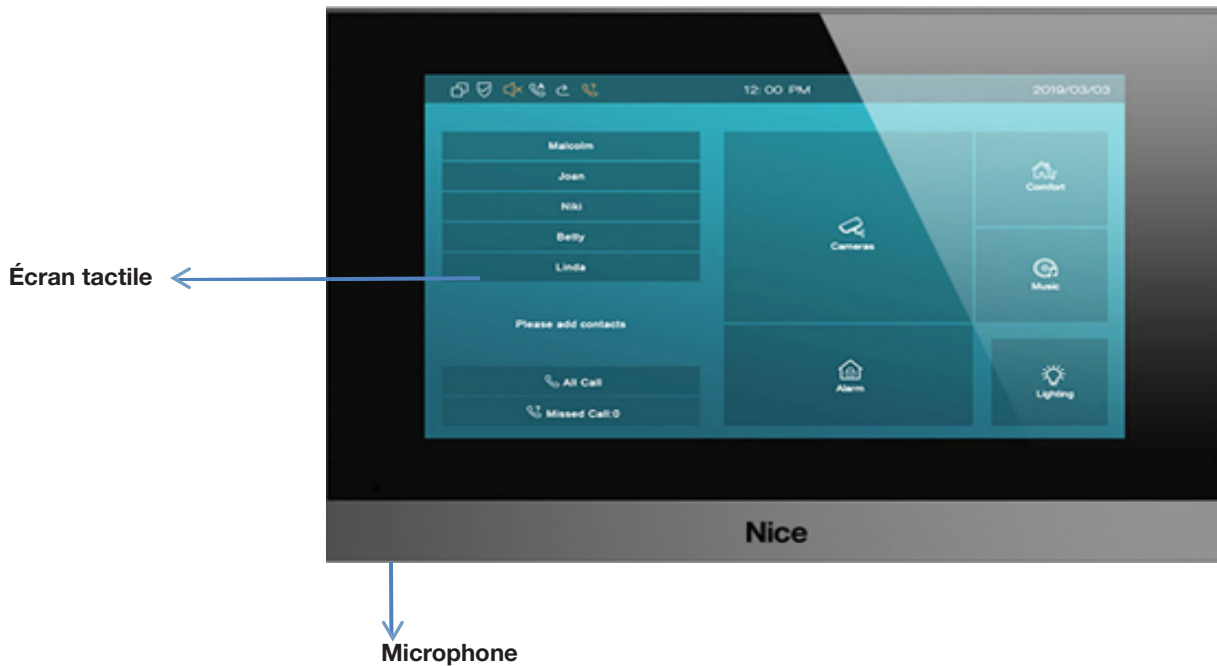 12: 00 PM
2019/03/03
Malcolm
Joan
Niki
Betty
Linda
Please add contacts
All Call
Missed Call:0
Cameras
Alarm
Comfort
Music
Lighting
Écran tactile
Nice
Microphone